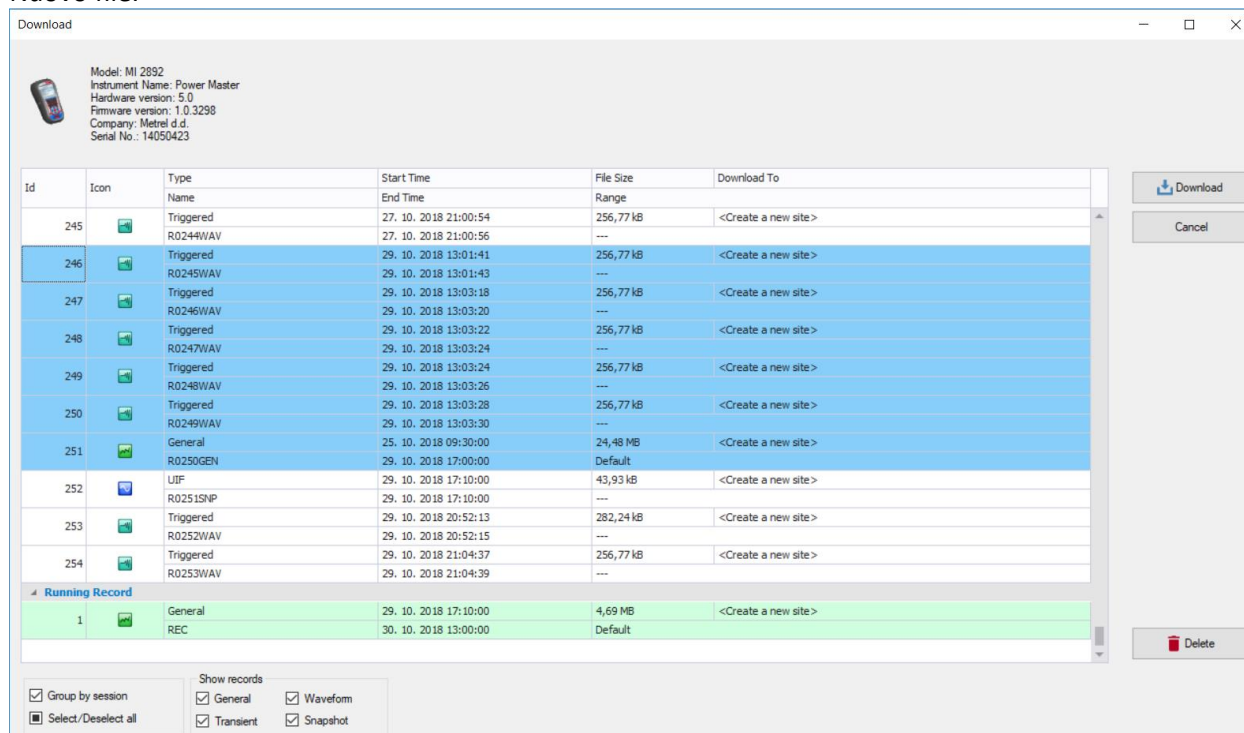 Download
Model: MI 2892
Instrument Name: Power Master
Hardware version: 5.0
Firmware version: 1.0.3298
Company: Metrel d.d.
Serial No.: 14050423
Id Icon Type Start Time File Size Download To
Name End Time Range
245 Triggered 27. 10. 2018 21:00:54 256,77 kB <Create a new site>
R0244WAV 27. 10. 2018 21:00:56 ---
246 Triggered 29. 10. 2018 13:01:41 256,77 kB <Create a new site>
R0245WAV 29. 10. 2018 13:01:43 ---
247 Triggered 29. 10. 2018 13:03:18 256,77 kB <Create a new site>
R0246WAV 29. 10. 2018 13:03:20 ---
248 Triggered 29. 10. 2018 13:03:22 256,77 kB <Create a new site>
R0247WAV 29. 10. 2018 13:03:24 ---
249 Triggered 29. 10. 2018 13:03:24 256,77 kB <Create a new site>
R0248WAV 29. 10. 2018 13:03:26 ---
250 Triggered 29. 10. 2018 13:03:28 256,77 kB <Create a new site>
R0249WAV 29. 10. 2018 13:03:30 ---
251 General 25. 10. 2018 09:30:00 24,48 MB <Create a new site>
R0250GEN 29. 10. 2018 17:00:00 Default
252 UIF 29. 10. 2018 17:10:00 43,93 kB <Create a new site>
R0251SNP 29. 10. 2018 17:10:00 ---
253 Triggered 29. 10. 2018 20:52:13 282,24 kB <Create a new site>
R0252WAV 29. 10. 2018 20:52:15 ---
254 Triggered 29. 10. 2018 21:04:37 256,77 kB <Create a new site>
R0253WAV 29. 10. 2018 21:04:39 ---
Running Record
1 General 29. 10. 2018 17:10:00 4,69 MB <Create a new site>
REC 30. 10. 2018 13:00:00 Default
Download
Cancel
Delete
Group by session
Select/Deselect all
Show records
General Waveform
Transient Snapshot